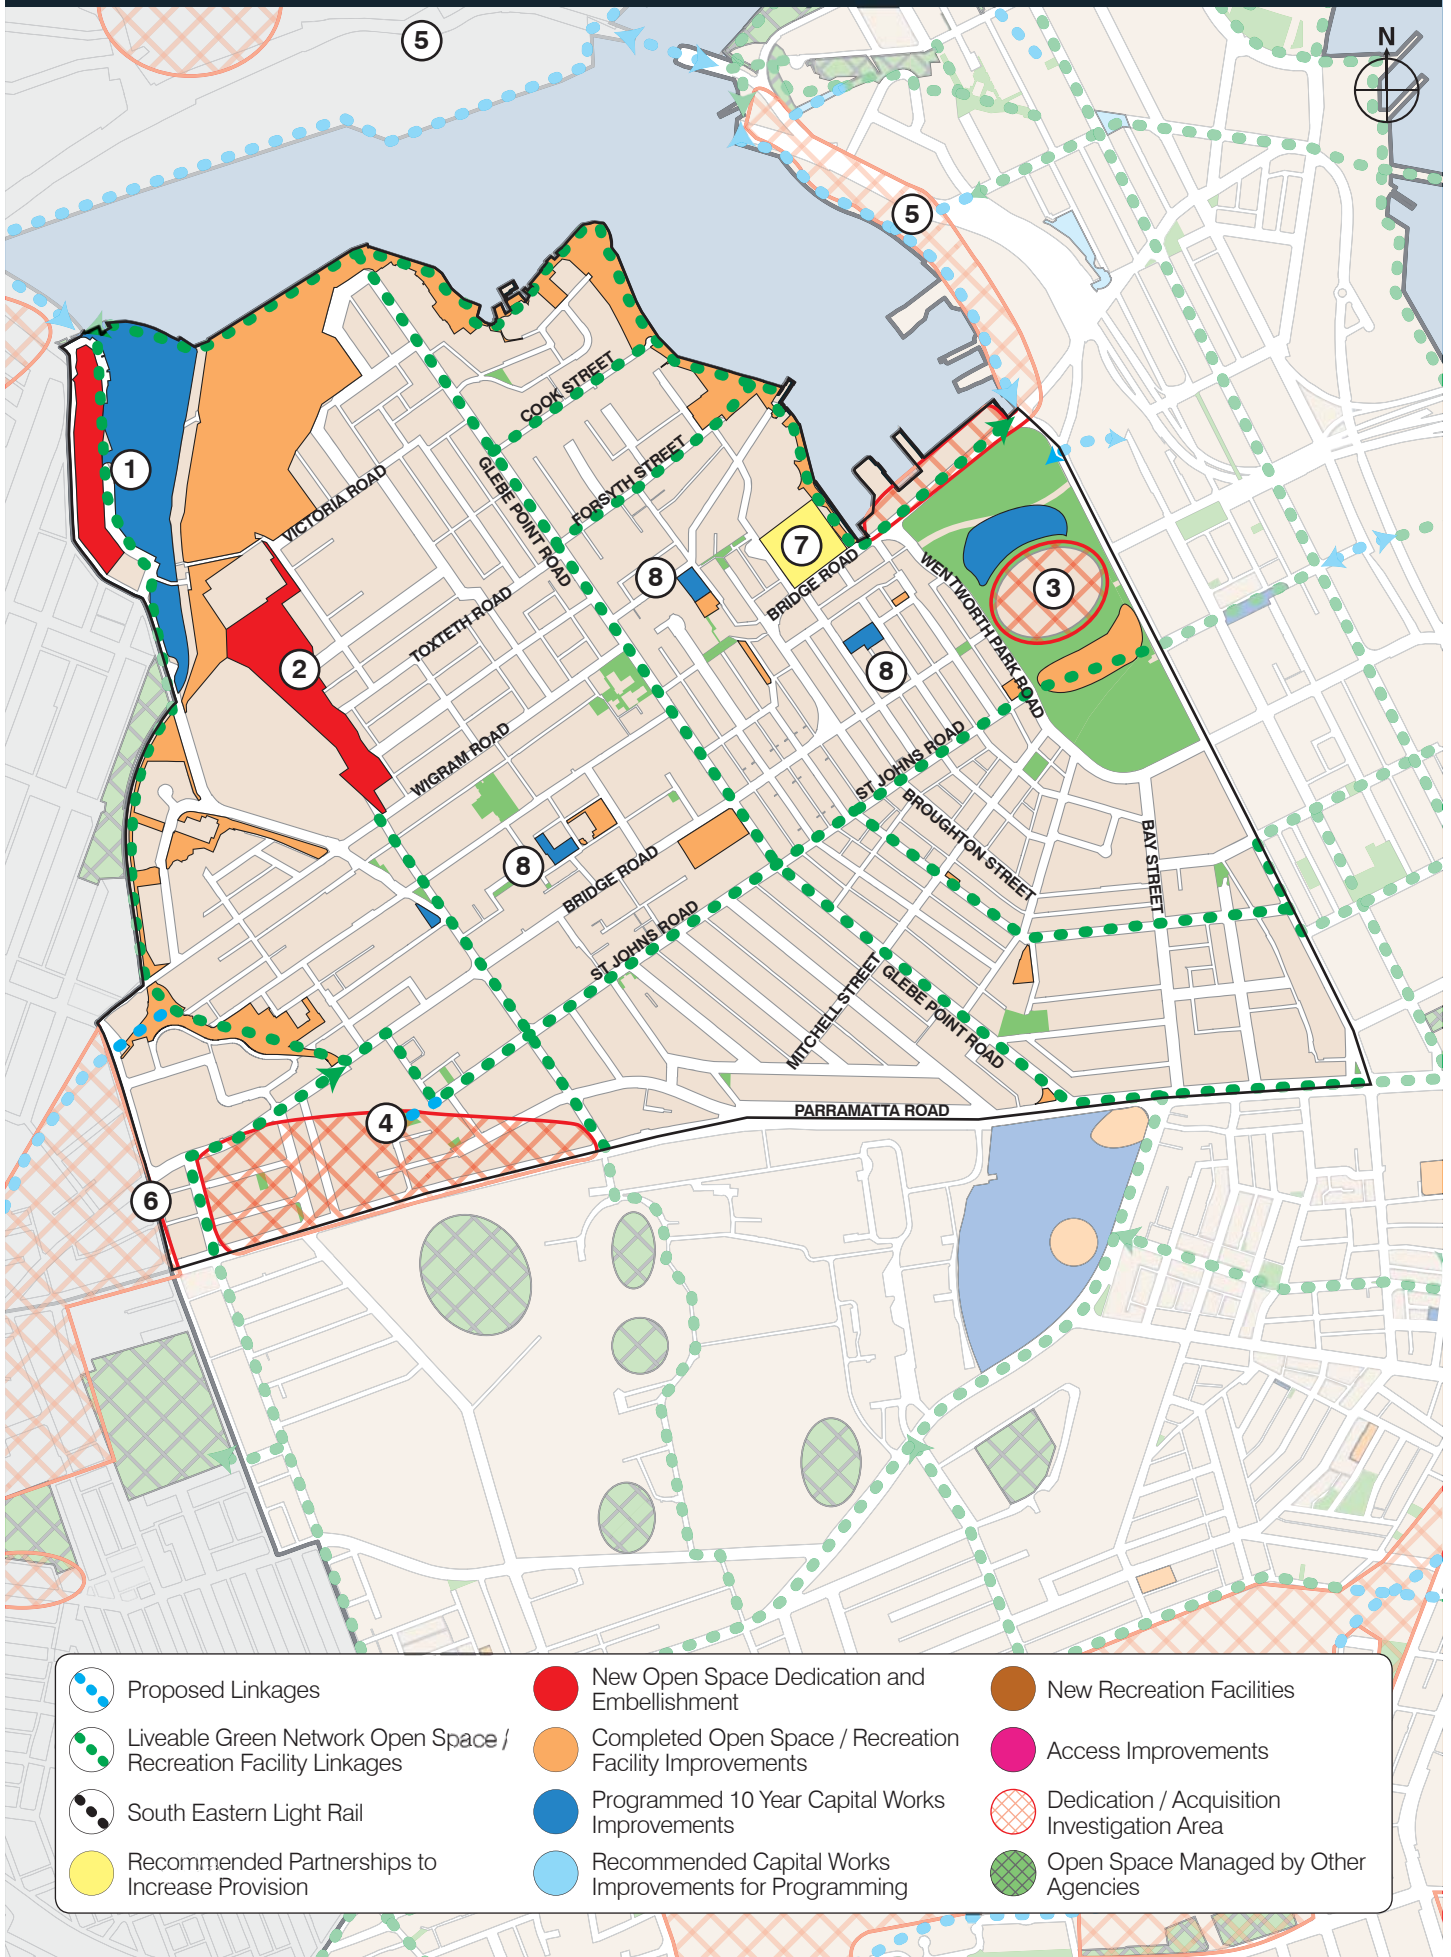 5
N
5
COOK STREET
1
VICTORIA ROAD
GLEBE POINT ROAD
FORSYTH STREET
7
8
BRIDGE ROAD
WENTWORTH PARK ROAD
3
TOXTETH ROAD
2
8
WIGRAM ROAD
ST JOHNS ROAD
BROUGHTON STREET
BAY STREET
8
BRIDGE ROAD
ST JOHNS ROAD
MITCHELL STREET
GLEBE POINT ROAD
4
PARRAMATTA ROAD
6
Proposed Linkages
Liveable Green Network Open Space /
Recreation Facility Linkages
South Eastern Light Rail
Recommended Partnerships to
Increase Provision
New Open Space Dedication and
Embellishment
Completed Open Space / Recreation
Facility Improvements
Programmed 10 Year Capital Works
Improvements
Recommended Capital Works
Improvements for Programming
New Recreation Facilities
Access Improvements
Dedication / Acquisition
Investigation Area
Open Space Managed by Other
Agencies